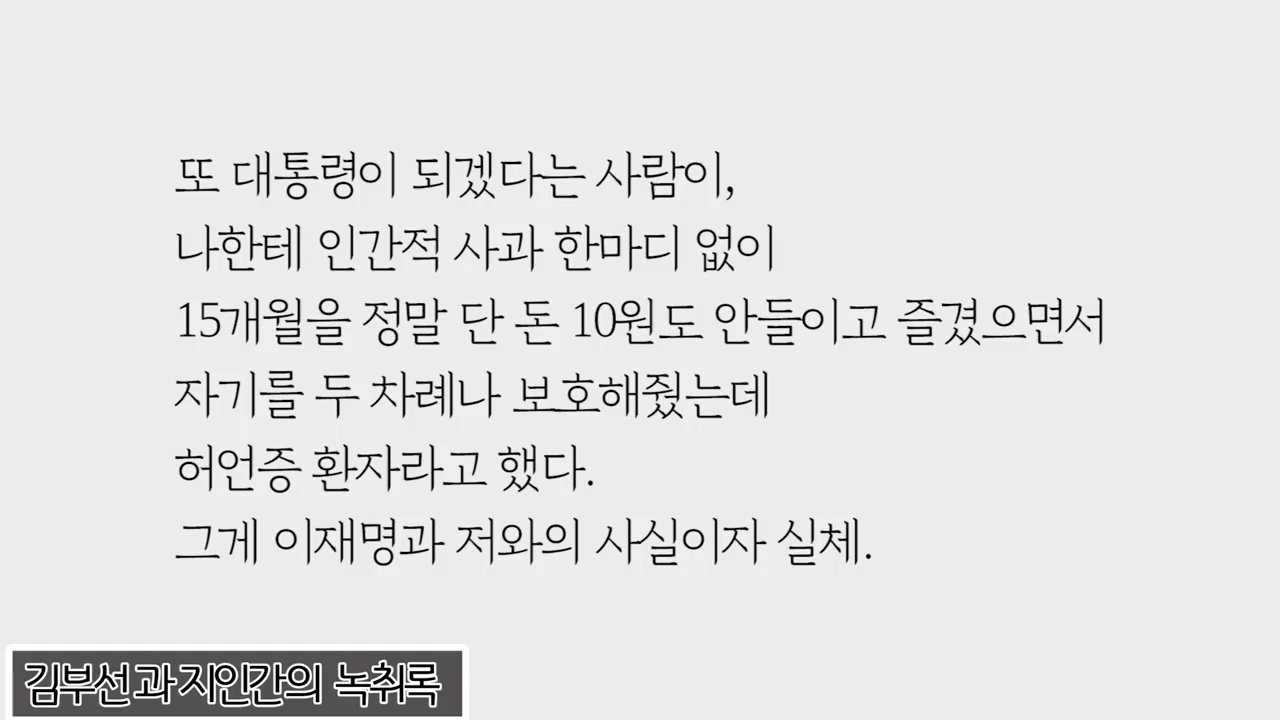 또 대통령이 되겠다는 사람이,
나한테 인간적 사과 한마디 없이
15개월을 정말 단 돈 10원도 안들이고 즐겼으면서
자기를 두 차례나 보호해줬는데
허언증 환자라고 했다.
그게 이재명과 저와의 사실이자 실체.
김부선과 지인간의 녹취록